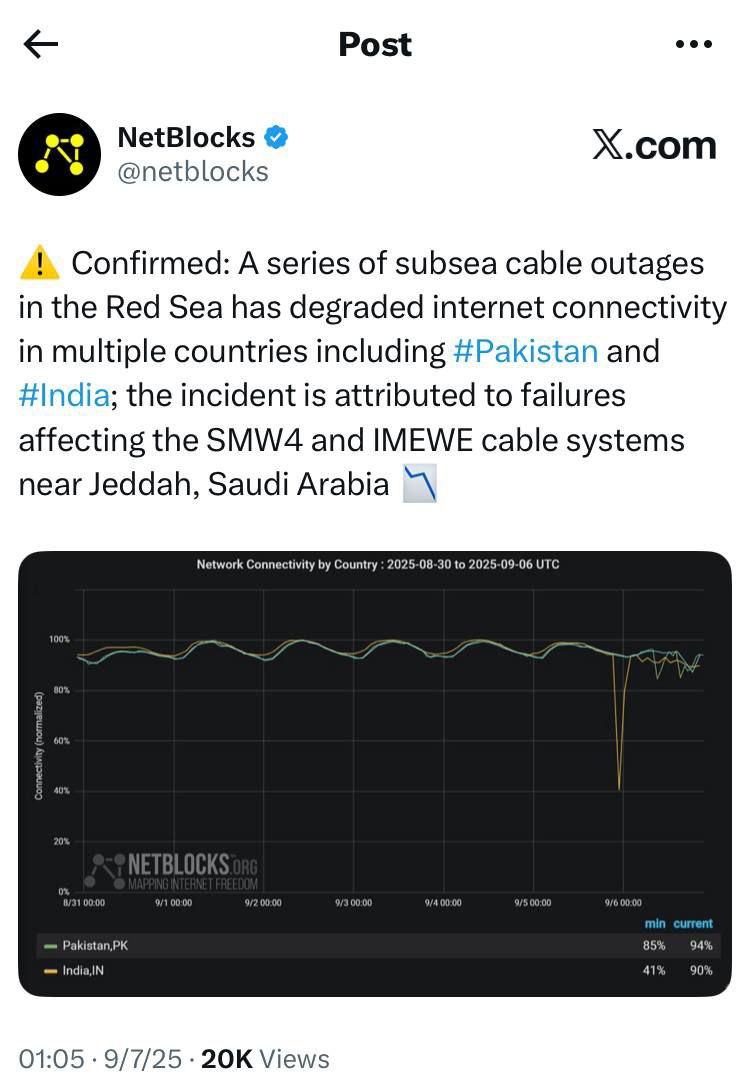 Post
NetBlocks
@netblocks
X.com
⚠️ Confirmed: A series of subsea cable outages
in the Red Sea has degraded internet connectivity
in multiple countries including #Pakistan and
#India; the incident is attributed to failures
affecting the SMW4 and IMEWE cable systems
near Jeddah, Saudi Arabia 📉
Network Connectivity by Country : 2025-08-30 to 2025-09-06 UTC
Connectivity (normalized)
100%
80%
60%
40%
20%
0%
NETBLOCKS.ORG
MAPPING INTERNET FREEDOM
8/31 00:00 9/1 00:00 9/2 00:00 9/3 00:00 9/4 00:00 9/5 00:00 9/6 00:00
min current
Pakistan,PK 85% 94%
India,IN 41% 90%
01:05 · 9/7/25 · 20K Views